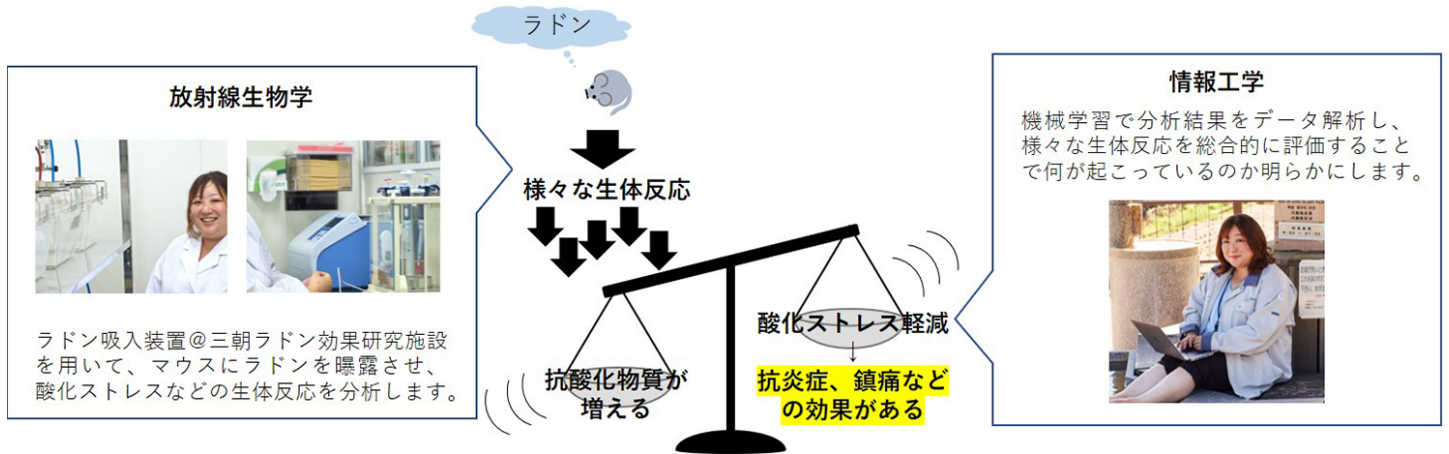 ラドン
放射線生物学
ラドン吸入装置@三朝ラドン効果研究施設
を用いて、マウスにラドンを曝露させ、
酸化ストレスなどの生体反応を分析します。
様々な生体反応
抗酸化物質が
増える
酸化ストレス軽減
↓
抗炎症、鎮痛など
の効果がある
情報工学
機械学習で分析結果をデータ解析し、
様々な生体反応を総合的に評価すること
で何が起こっているのか明らかにします。